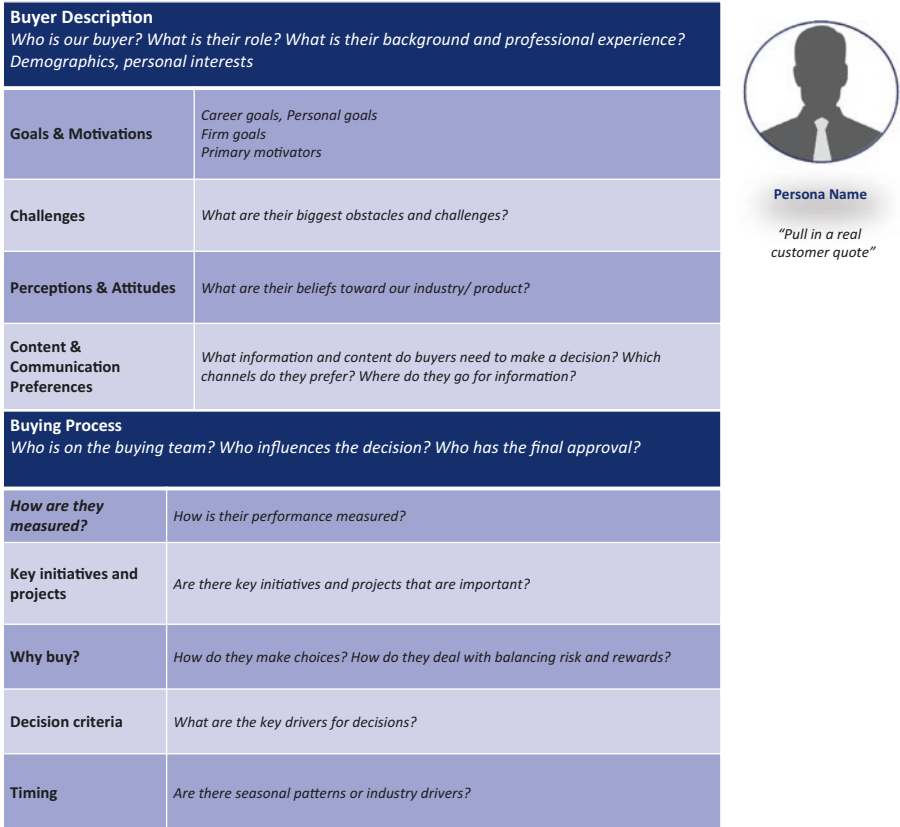 Buyer Description
Who is our buyer? What is their role? What is their background and professional experience?
Demographics, personal interests
Goals & Motivations
Career goals, Personal goals
Firm goals
Primary motivators
Challenges
What are their biggest obstacles and challenges?
Perceptions & Attitudes
What are their beliefs toward our industry/ product?
Content &
Communication
Preferences
What information and content do buyers need to make a decision? Which
channels do they prefer? Where do they go for information?
Buying Process
Who is on the buying team? Who influences the decision? Who has the final approval?
How are they
measured?
How is their performance measured?
Key initiatives and
projects
Are there key initiatives and projects that are important?
Why buy?
How do they make choices? How do they deal with balancing risk and rewards?
Decision criteria
What are the key drivers for decisions?
Timing
Are there seasonal patterns or industry drivers?
Persona Name
“Pull in a real
customer quote”